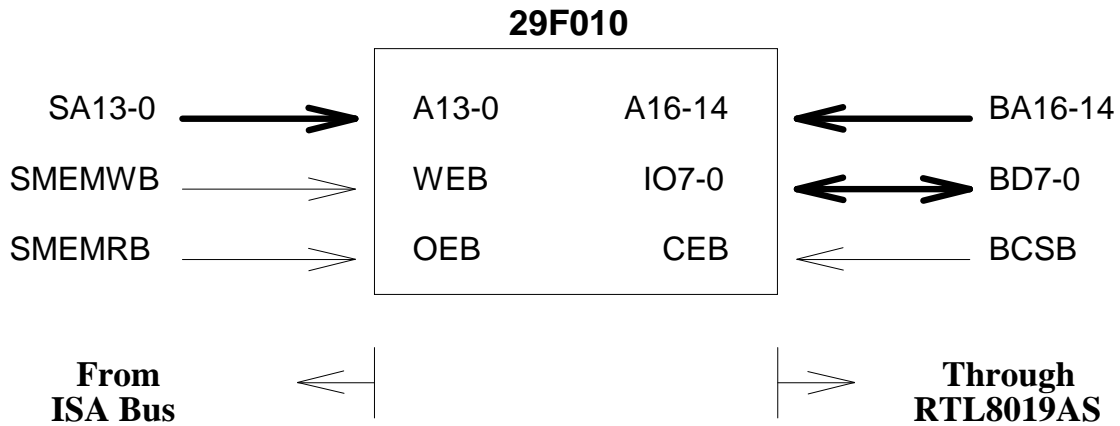 29F010
SA13-0 A13-0 A16-14 BA16-14
SMEMWB WEB IO7-0 BD7-0
SMEMRB OEB CEB BCSB
From
ISA Bus
Through
RTL8019AS